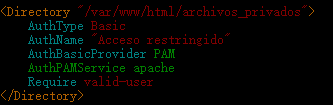 <Directory "/var/www/html/archivos_privados">
AuthType Basic
AuthName "Acceso restringido"
AuthBasicProvider PAM
AuthPAMService apache
Require valid-user
</Directory>